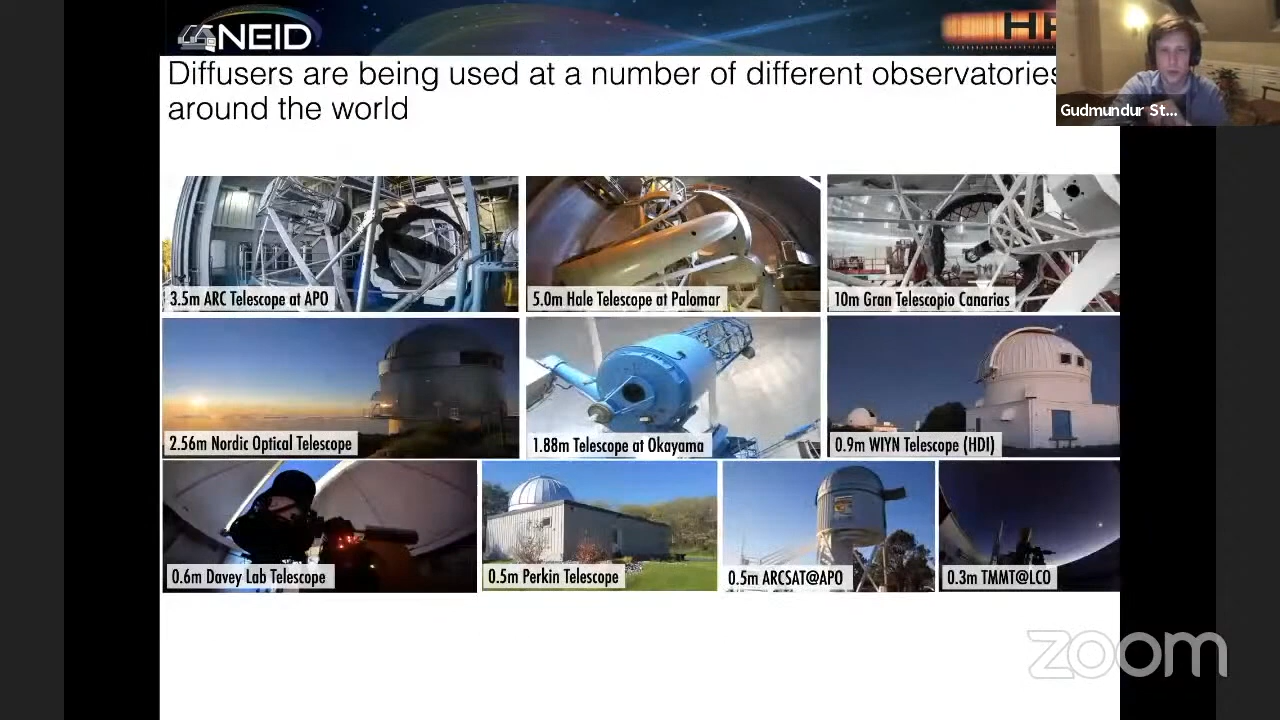 NEID
HP
Gudmundur St...
Diffusers are being used at a number of different observatories
around the world
3.5m ARC Telescope at APO
5.0m Hale Telescope at Palomar
10m Gran Telescopio Canarias
2.56m Nordic Optical Telescope
1.88m Telescope at Okayama
0.9m WIYN Telescope (HDI)
0.6m Davey Lab Telescope
0.5m Perkin Telescope
0.5m ARCSAT@APO
0.3m TMMT@LCO
zoom